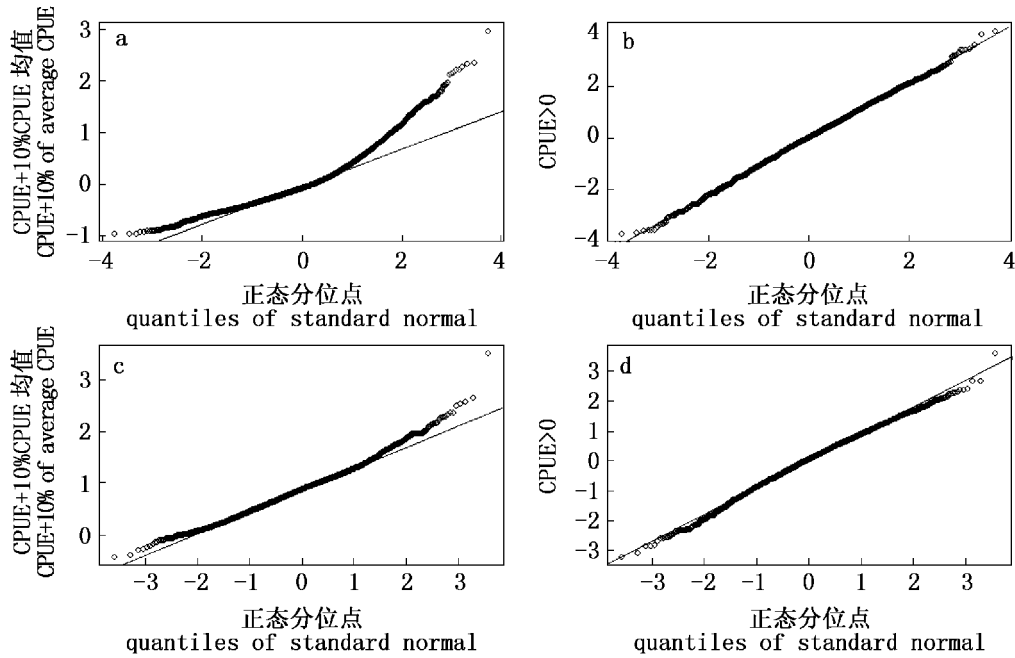 CPUE+10%CPUE 均值
CPUE+10% of average CPUE
3
2
1
0
-1
a
-4
-2
0
2
4
正态分位点
quantiles of standard normal
CPUE>0
4
2
0
-2
-4
b
-4
-2
0
2
4
正态分位点
quantiles of standard normal
CPUE+10%CPUE 均值
CPUE+10% of average CPUE
3
2
1
0
c
-3
-2
-1
0
1
2
3
正态分位点
quantiles of standard normal
CPUE>0
3
2
1
0
-1
-2
-3
d
-3
-2
-1
0
1
2
3
正态分位点
quantiles of standard normal